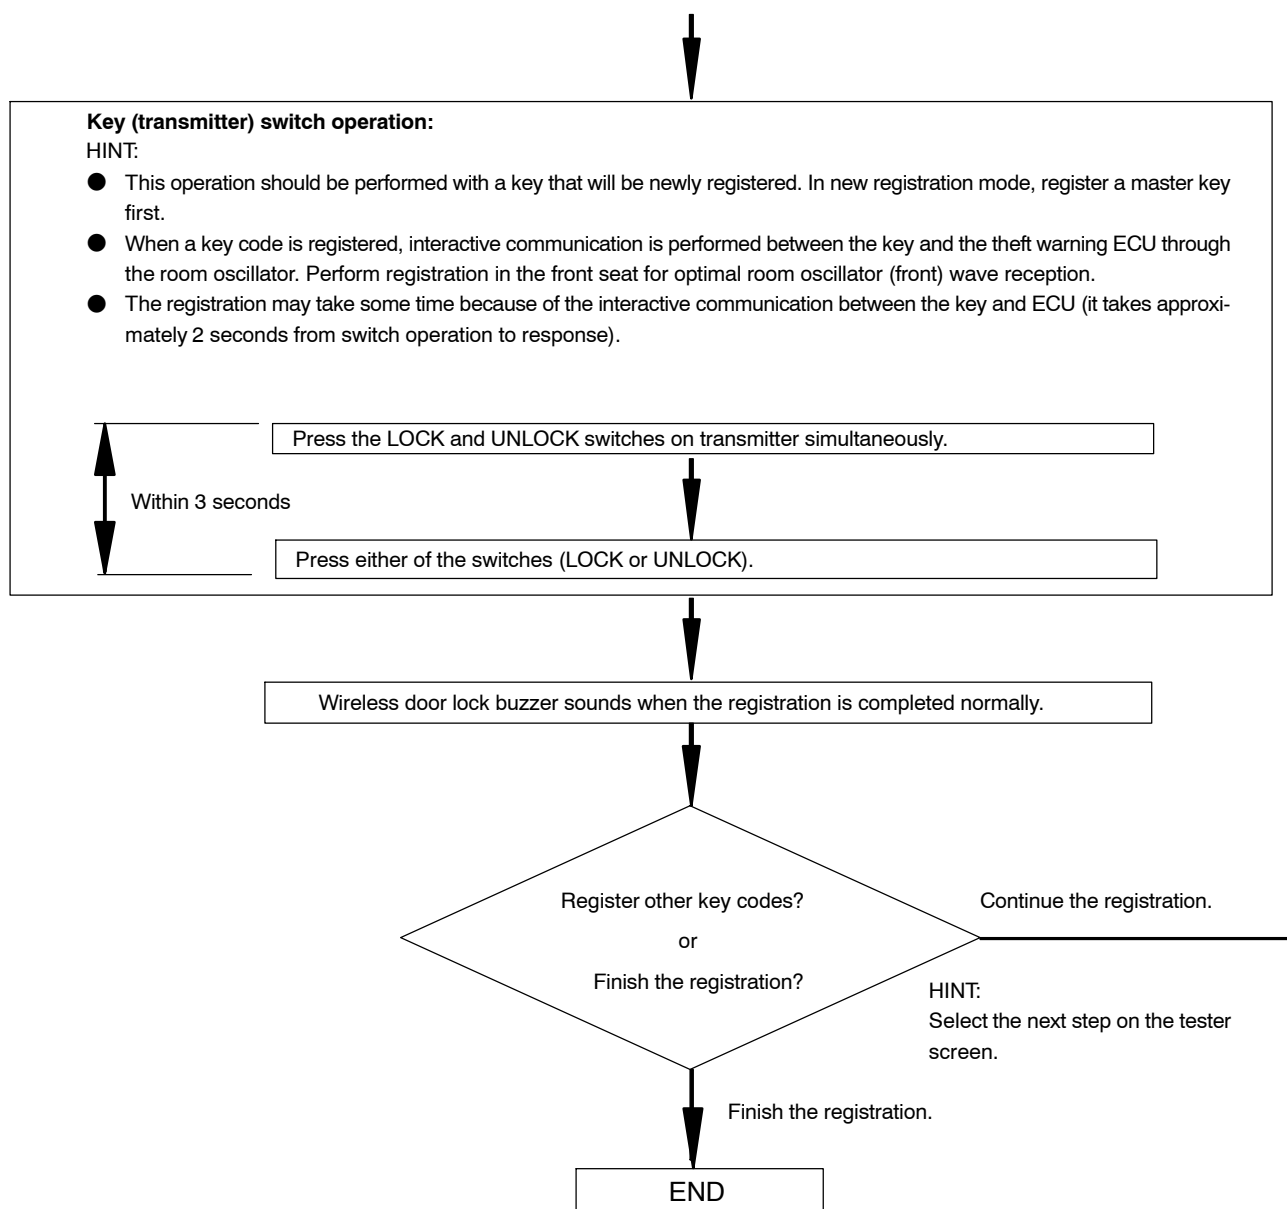 Key (transmitter) switch operation:
HINT:
● This operation should be performed with a key that will be newly registered. In new registration mode, register a master key
first.
● When a key code is registered, interactive communication is performed between the key and the theft warning ECU through
the room oscillator. Perform registration in the front seat for optimal room oscillator (front) wave reception.
● The registration may take some time because of the interactive communication between the key and ECU (it takes approxi-
mately 2 seconds from switch operation to response).
Press the LOCK and UNLOCK switches on transmitter simultaneously.
Within 3 seconds
Press either of the switches (LOCK or UNLOCK).
Wireless door lock buzzer sounds when the registration is completed normally.
Register other key codes?
or
Finish the registration?
Continue the registration.
HINT:
Select the next step on the tester
screen.
Finish the registration.
END